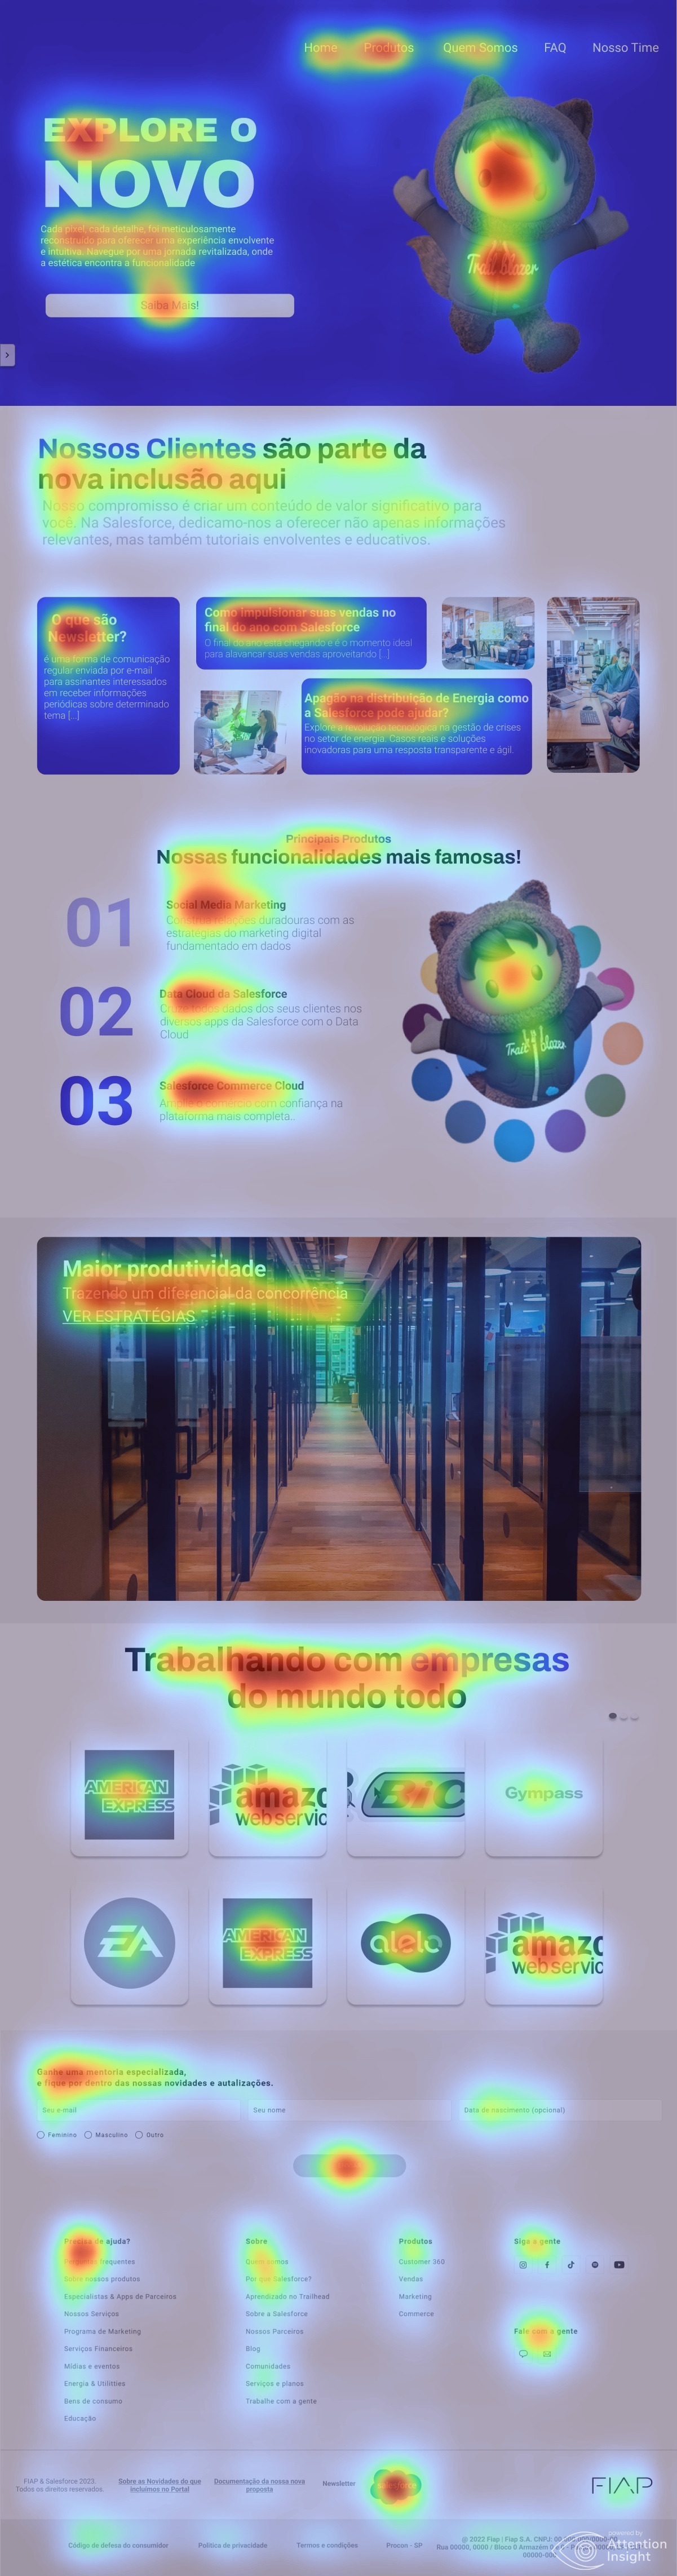 Home Produtos Quem Somos FAQ Nosso Time
EXPLORE O
NOVO
Cada pixel, cada detalhe, foi meticulosamente
reconstruído para oferecer uma experiência envolvente
e intuitiva. Navegue por uma jornada revitalizada, onde
a estética encontra a funcionalidade
Saiba Mais!
Trailblazer
Nossos Clientes são parte da
nova inclusão aqui
Nosso compromisso é criar um conteúdo de valor significativo para
você. Na Salesforce, dedicamo-nos a oferecer não apenas informações
relevantes, mas também tutoriais envolventes e educativos.
O que são
Newsletter?
é uma forma de comunicação
regular enviada por e-mail
para assinantes interessados
em receber informações
periódicas sobre determinado
tema [...]
Como impulsionar suas vendas no
final do ano com Salesforce
O final do ano está chegando e é o momento ideal
para alavancar suas vendas aproveitando [...]
Apagão na distribuição de Energia como
a Salesforce pode ajudar?
Explore a revolução tecnológica na gestão de crises
no setor de energia. Casos reais e soluções
inovadoras para uma resposta transparente e ágil.
Principais Produtos
Nossas funcionalidades mais famosas!
01
Social Media Marketing
Construa relações duradouras com as
estratégias do marketing digital
fundamentado em dados
02
Data Cloud da Salesforce
dados dos seus clientes nos
diversos apps da Salesforce com o Data
Cloud
03
Salesforce Commerce Cloud
comércio com confiança na
plataforma mais completa..
Trailblazer
Maior produtividade
Trazendo um diferencial da concorrência
VER ESTRATÉGIAS
Trabalhando com empresas
do mundo todo
AMERICAN
EXPRESS
amazo
webservic
BiC
Gympass
EA
AMERICAN
EXPRESS
alelo
amazo
webservic
Ganhe uma mentoria especializada,
e fique por dentro das nossas novidades e autalizações.
Seu e-mail
Seu nome
Data de nascimento (opcional)
Feminino Masculino Outro
Precisa de ajuda?
Perguntas frequentes
Sobre nossos produtos
Especialistas & Apps de Parceiros
Nossos Serviços
Programa de Marketing
Serviços Financeiros
Mídias e eventos
Energia & Utilitties
Bens de consumo
Educação
Sobre
Quem somos
Por que Salesforce?
Aprendizado no Trailhead
Sobre a Salesforce
Nossos Parceiros
Blog
Comunidades
Serviços e planos
Trabalhe com a gente
Produtos
Customer 360
Vendas
Marketing
Commerce
Siga a gente
Fale com a gente
FIAP & Salesforce 2023.
Todos os direitos reservados.
Sobre as Novidades do que
incluímos no Portal
Documentação da nossa nova
proposta
Newsletter
FIAP
Código de defesa do consumidor
Política de privacidade
Termos e condições
Procon - SP
@ 2022 Fiap | Fiap S.A. CNPJ: 00.000.000/0000-00
Rua 00000, 0000 | Bloco 0 Armazém 0
00000-000
powered by
Attention
Insight